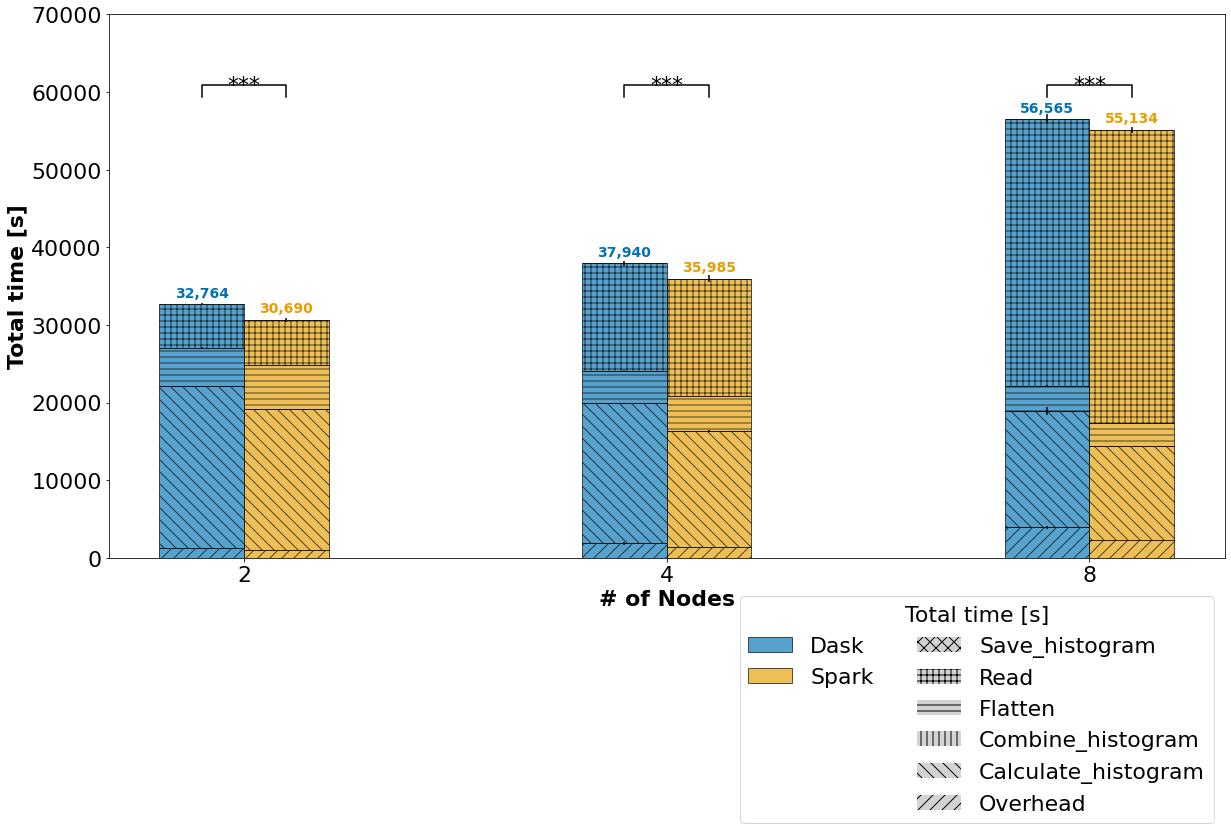 70000
60000
50000
40000
30000
20000
10000
0
Total time [s]
***
***
***
32,764
30,690
37,940
35,985
56,565
55,134
2
4
8
# of Nodes
Total time [s]
Dask
Spark
Save_histogram
Read
Flatten
Combine_histogram
Calculate_histogram
Overhead